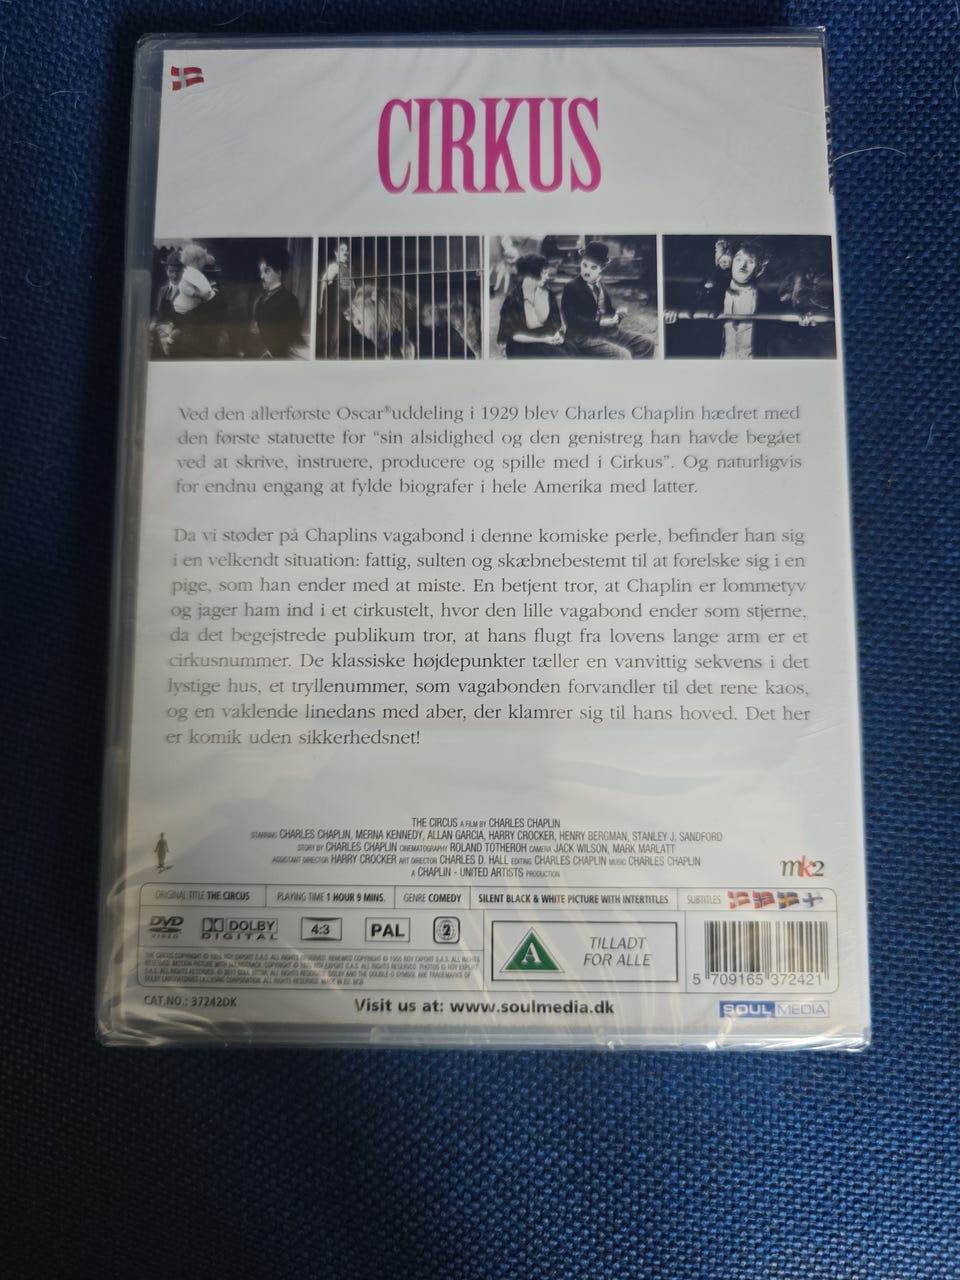 CIRKUS
Ved den allerførste Oscar®uddeling i 1929 blev Charles Chaplin hædret med
den første statuette for “sin alsidighed og den genistreg han havde begået
ved at skrive, instruere, producere og spille med i Cirkus”. Og naturligvis
for endnu engang at fylde biografer i hele Amerika med latter.
Da vi støder på Chaplins vagabond i denne komiske perle, befinder han sig
i en velkendt situation: fattig, sulten og skæbnebestemt til at forelske sig i en
pige, som han ender med at miste. En betjent tror, at Chaplin er lommetyv
og jager ham ind i et cirkustelt, hvor den lille vagabond ender som stjerne,
da det begejstrede publikum tror, at hans flugt fra lovens lange arm er et
cirkusnummer. De klassiske højdepunkter tæller en vanvittig sekvens i det
lystige hus, et tryllenummer, som vagabonden forvandler til det rene kaos,
og en vaklende linedans med aber, der klamrer sig til hans hoved. Det her
er komik uden sikkerhedsnet!
THE CIRCUS A FILM BY CHARLES CHAPLIN
STARRING CHARLES CHAPLIN, MERNA KENNEDY, ALLAN GARCIA, HARRY CROCKER, HENRY BERGMAN, STANLEY J. SANDFORD
STORY BY CHARLES CHAPLIN CINEMATOGRAPHY ROLAND TOTHEROH CAMERA JACK WILSON, MARK MARLATT
ASSISTANT DIRECTOR HARRY CROCKER ART DIRECTOR CHARLES D. HALL EDITING CHARLES CHAPLIN MUSIC CHARLES CHAPLIN
A CHAPLIN - UNITED ARTISTS PRODUCTION
mk2
ORIGINAL TITLE THE CIRCUS PLAYING TIME 1 HOUR 9 MINS. GENRE COMEDY SILENT BLACK & WHITE PICTURE WITH INTERTITLES SUBTITLES
DVD VIDEO DOLBY DIGITAL 4:3 PAL 2
A TILLADT FOR ALLE
5 709165 372421
CAT.NO.: 37242DK Visit us at: www.soulmedia.dk SOUL MEDIA